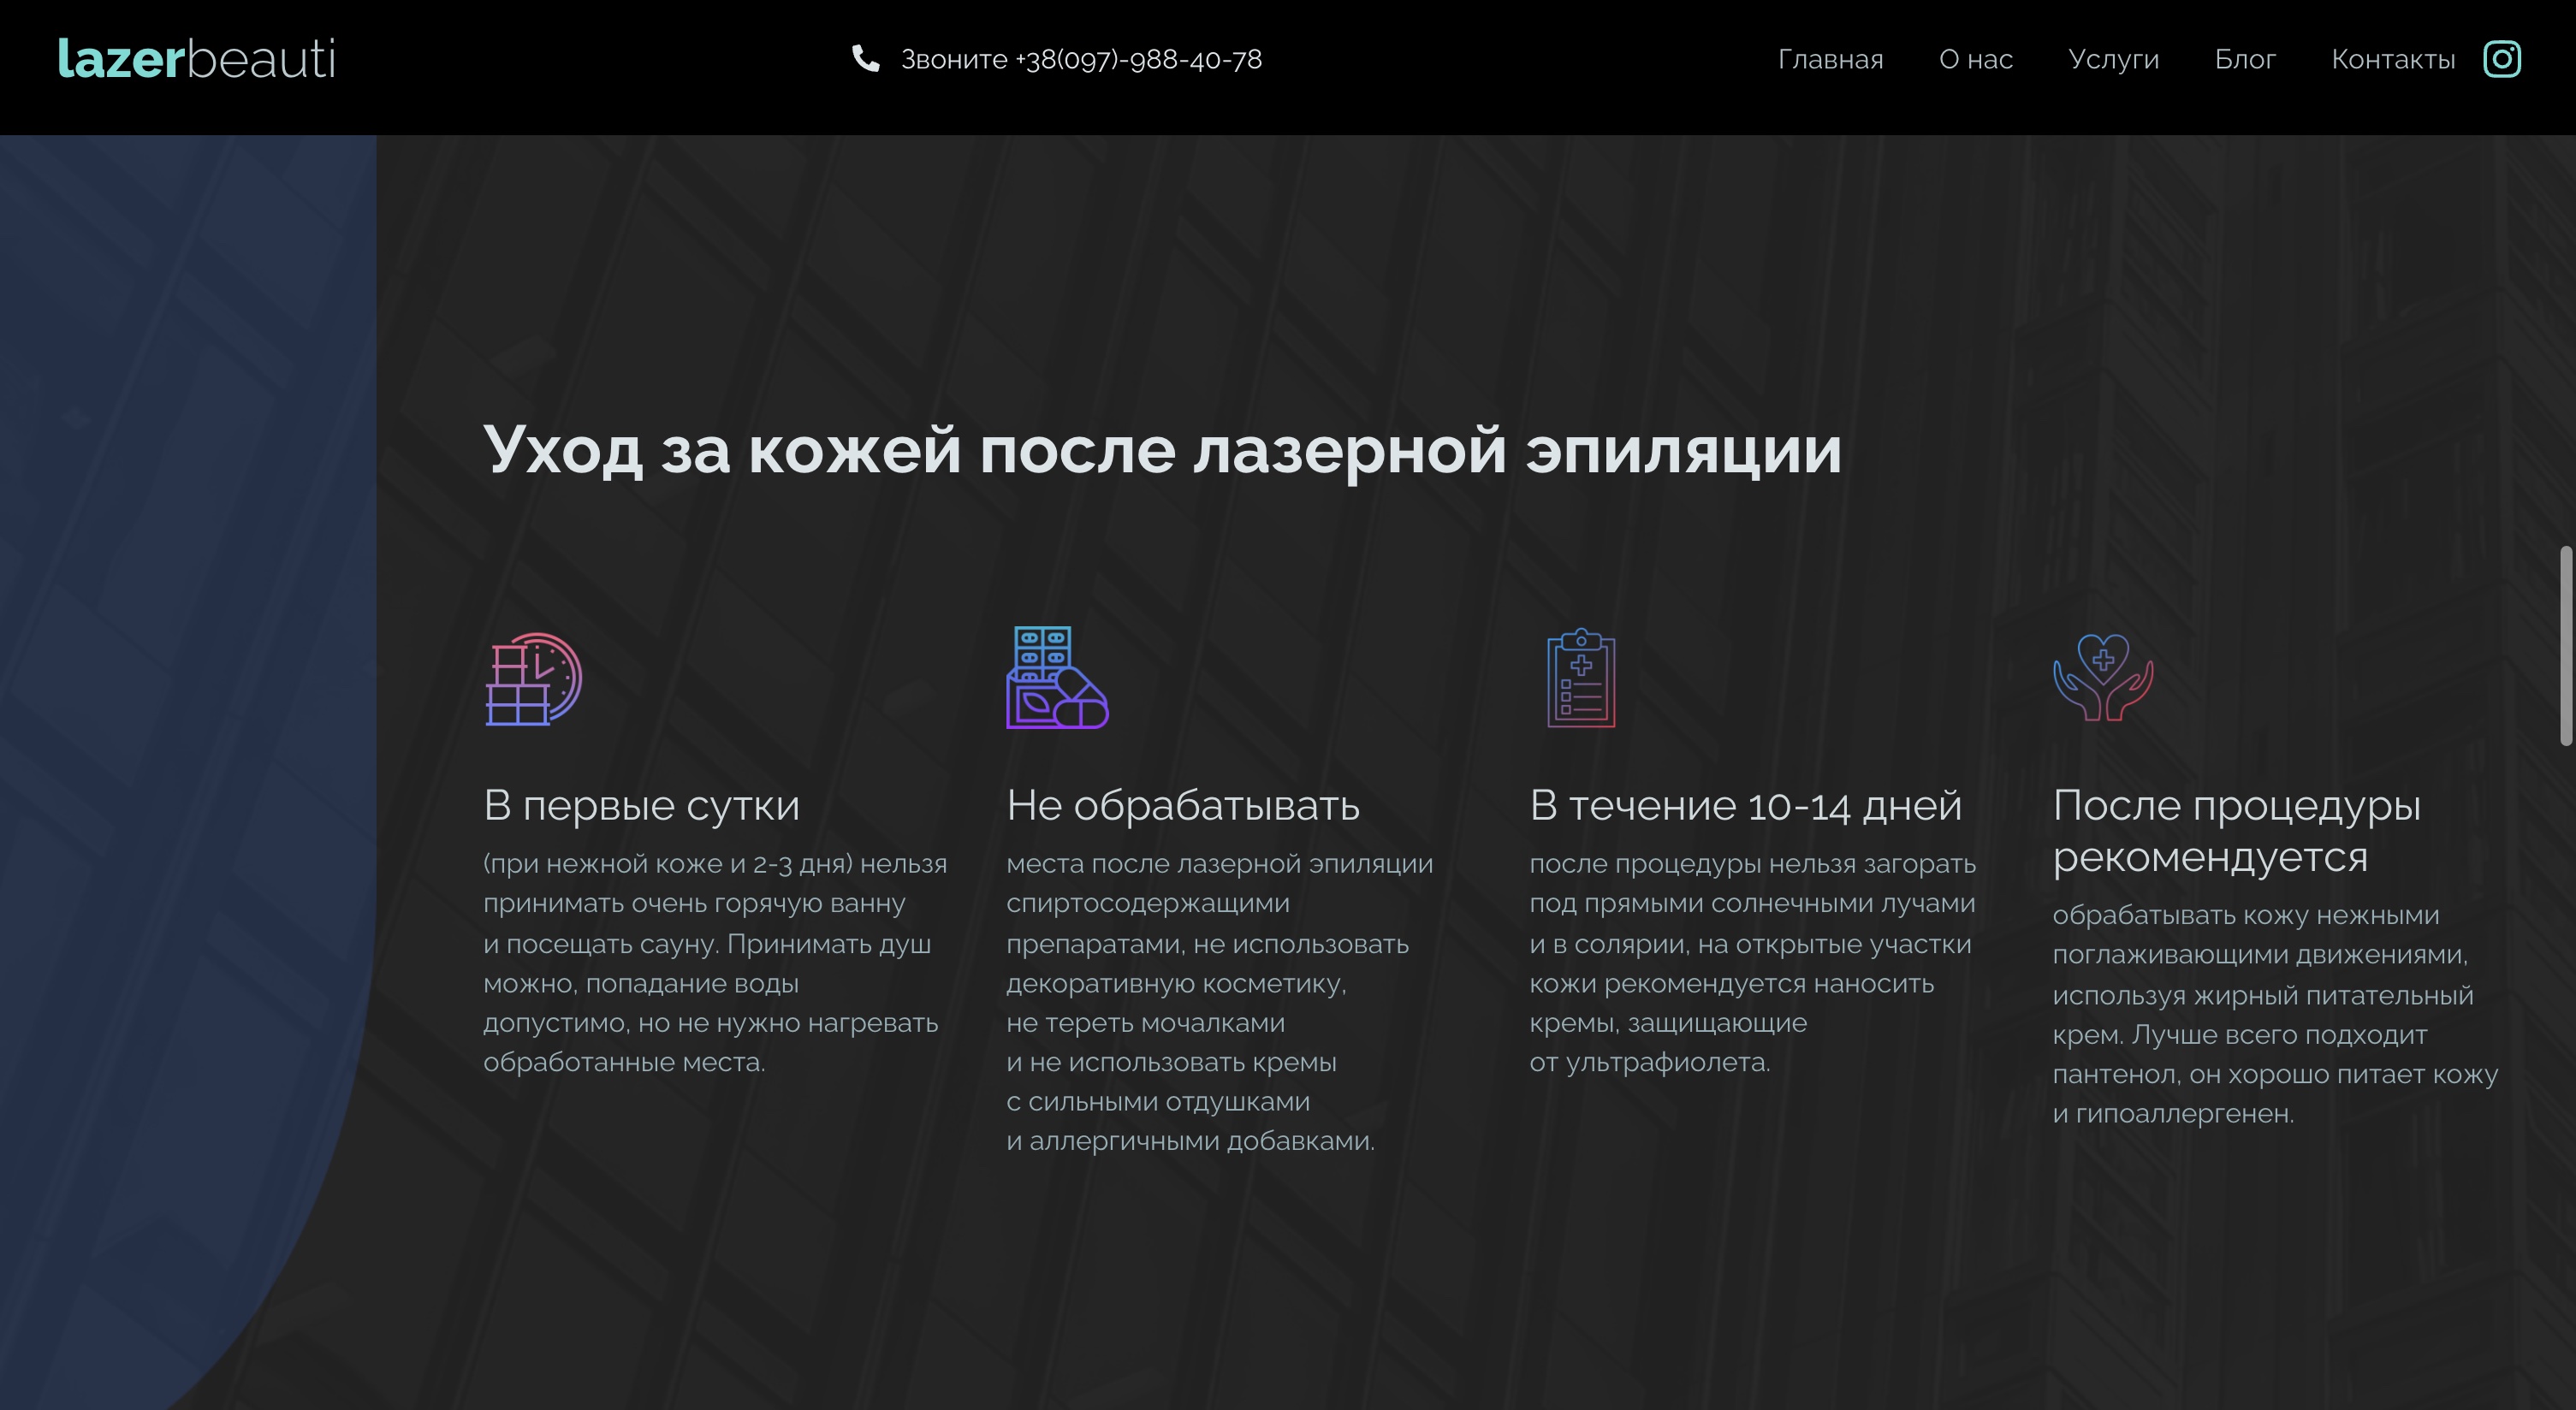 lazerbeauti
Звоните +38(097)-988-40-78
Главная О нас Услуги Блог Контакты
Уход за кожей после лазерной эпиляции
В первые сутки
(при нежной коже и 2-3 дня) нельзя
принимать очень горячую ванну
и посещать сауну. Принимать душ
можно, попадание воды
допустимо, но не нужно нагревать
обработанные места.
Не обрабатывать
места после лазерной эпиляции
спиртосодержащими
препаратами, не использовать
декоративную косметику,
не тереть мочалками
и не использовать кремы
с сильными отдушками
и аллергичными добавками.
В течение 10-14 дней
после процедуры нельзя загорать
под прямыми солнечными лучами
и в солярии, на открытые участки
кожи рекомендуется наносить
кремы, защищающие
от ультрафиолета.
После процедуры
рекомендуется
обрабатывать кожу нежными
поглаживающими движениями,
используя жирный питательный
крем. Лучше всего подходит
пантенол, он хорошо питает кожу
и гипоаллергенен.